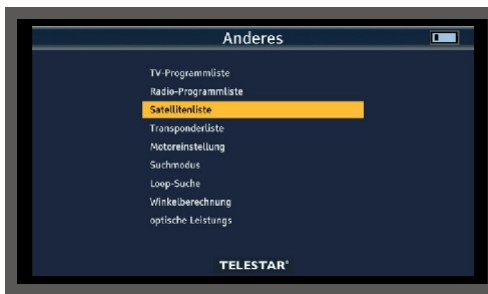 Anderes
TV-Programmliste
Radio-Programmliste
Satellitenliste
Transponderliste
Motoreinstellung
Suchmodus
Loop-Suche
Winkelberechnung
optische Leistungs
TELESTAR®